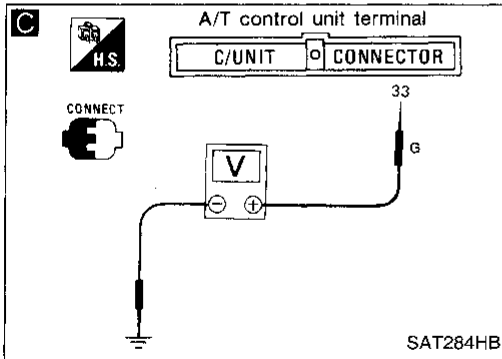 C
A/T control unit terminal
H.S.
C/UNIT
CONNECTOR
CONNECT
33
G
V
SAT284HB